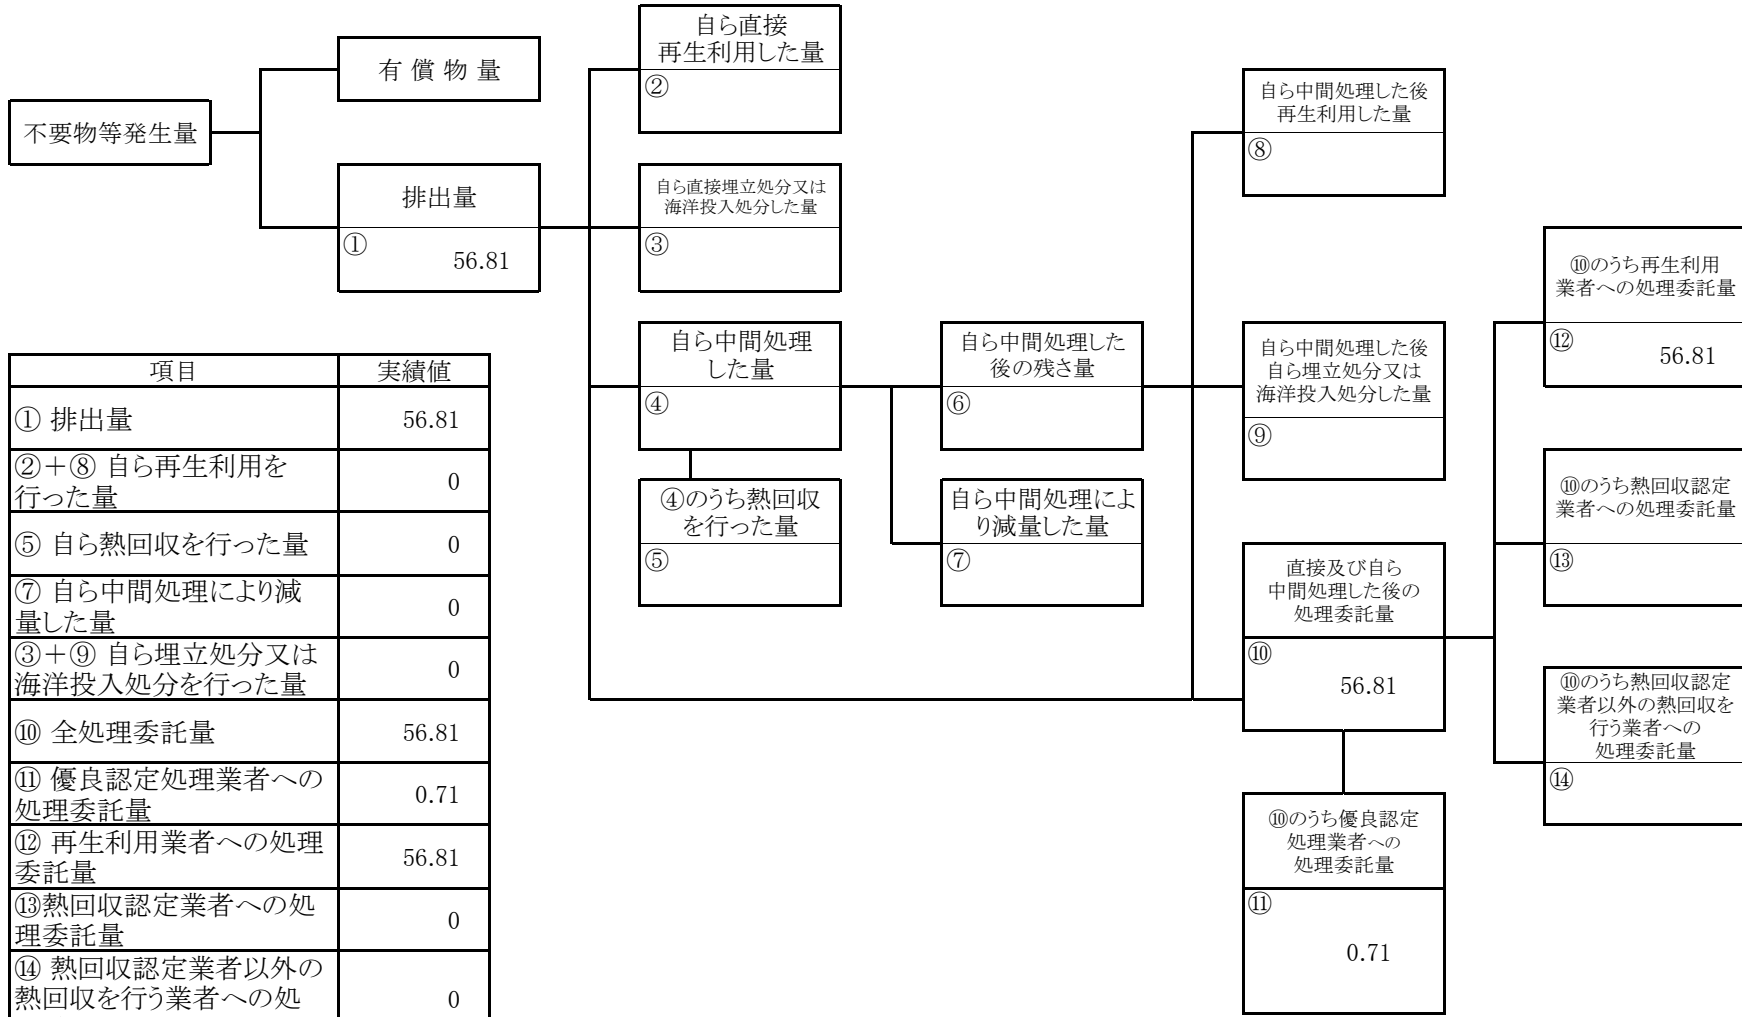 不要物等発生量
有償物量
排出量
①
56.81
自ら直接
再生利用した量
②
自ら直接埋立処分又は
海洋投入処分した量
③
自ら中間処理
した量
④
④のうち熱回収
を行った量
⑤
自ら中間処理した
後の残さ量
⑥
自ら中間処理によ
り減量した量
⑦
自ら中間処理した後
再生利用した量
⑧
自ら中間処理した後
自ら埋立処分又は
海洋投入処分した量
⑨
直接及び自ら
中間処理した後の
処理委託量
⑩
56.81
⑩のうち優良認定
処理業者への
処理委託量
⑪
0.71
⑩のうち再生利用
業者への処理委託量
⑫
56.81
⑩のうち熱回収認定
業者への処理委託量
⑬
⑩のうち熱回収認定
業者以外の熱回収を
行う業者への
処理委託量
⑭
項目 実績値
① 排出量 56.81
②+⑧ 自ら再生利用を
行った量 0
⑤ 自ら熱回収を行った量 0
⑦ 自ら中間処理により減
量した量 0
③+⑨ 自ら埋立処分又は
海洋投入処分を行った量 0
⑩ 全処理委託量 56.81
⑪ 優良認定処理業者への
処理委託量 0.71
⑫ 再生利用業者への処理
委託量 56.81
⑬熱回収認定業者への処
理委託量 0
⑭ 熱回収認定業者以外の
熱回収を行う業者への処 0